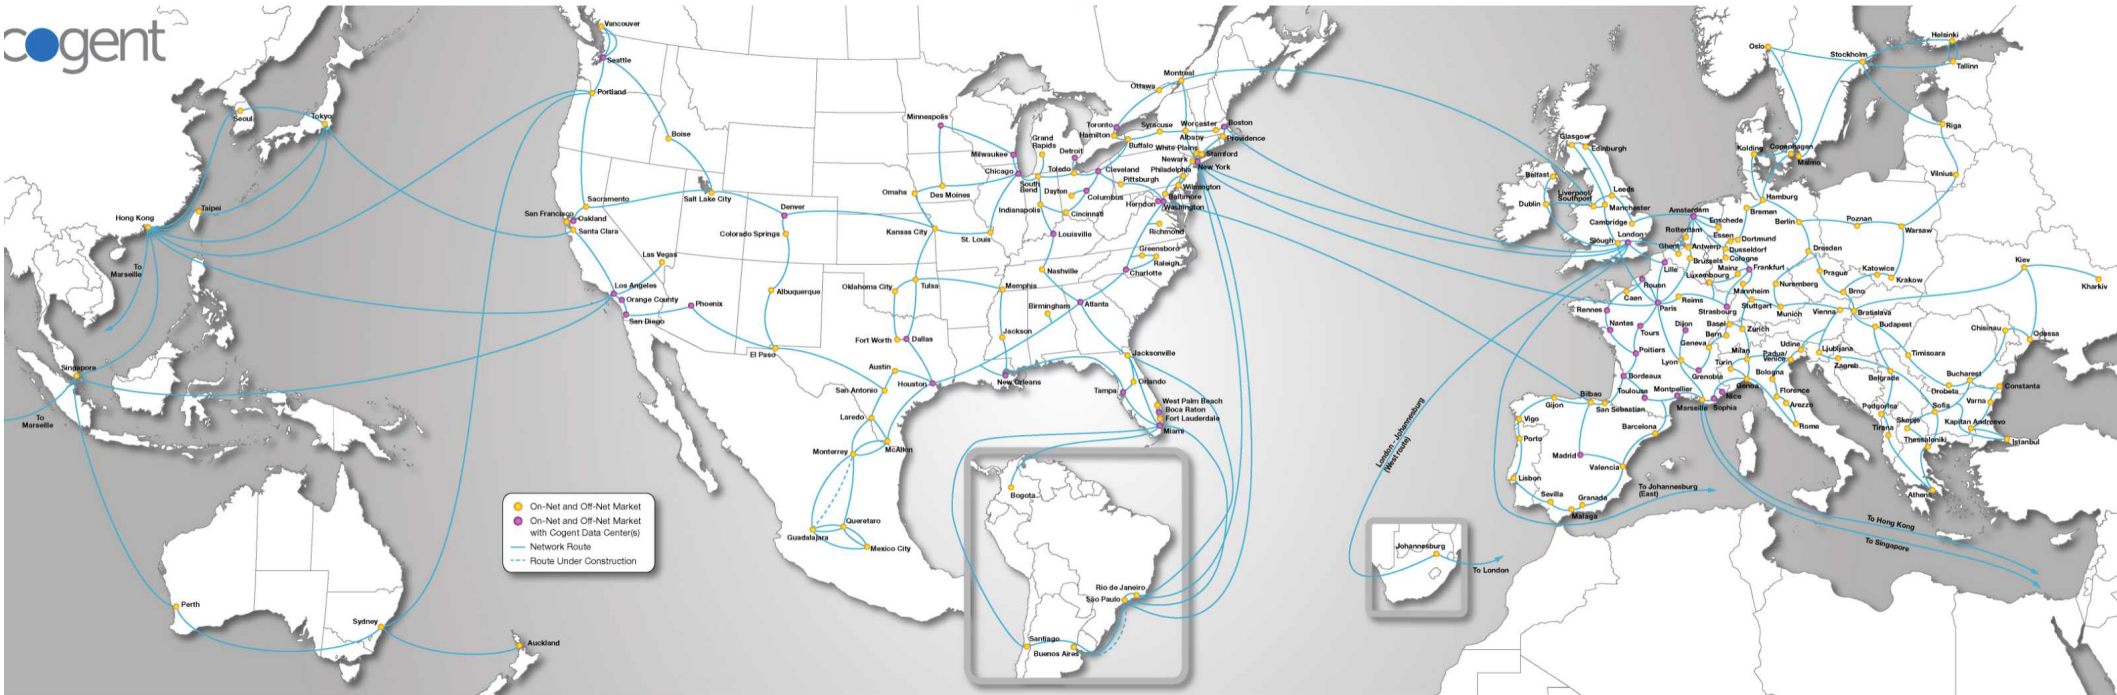 cogent
Vancouver
Seattle
Portland
Boise
Sacramento
San Francisco
Oakland
Santa Clara
Salt Lake City
Las Vegas
Los Angeles
Orange County
San Diego
Phoenix
Denver
Colorado Springs
Albuquerque
El Paso
Minneapolis
Omaha
Des Moines
Kansas City
St. Louis
Oklahoma City
Tulsa
Fort Worth
Dallas
Austin
San Antonio
Houston
Laredo
McAllen
Monterrey
Guadalajara
Queretaro
Mexico City
Milwaukee
Chicago
Grand
Rapids
South
Bend
Detroit
Toledo
Dayton
Indianapolis
Cincinnati
Columbus
Cleveland
Pittsburgh
Louisville
Nashville
Memphis
Birmingham
Jackson
New Orleans
Atlanta
Charlotte
Greensboro
Raleigh
Richmond
Jacksonville
Orlando
Tampa
West Palm Beach
Boca Raton
Fort Lauderdale
Miami
Montreal
Ottawa
Toronto
Hamilton
Buffalo
Syracuse
Albany
Worcester
Boston
Providence
White Plains
Stamford
Newark
New York
Philadelphia
Wilmington
Baltimore
Herndon
Washington
Seoul
Tokyo
Taipei
Hong Kong
To
Marseille
Singapore
To
Marseille
Perth
Sydney
Auckland
On-Net and Off-Net Market
On-Net and Off-Net Market
with Cogent Data Center(s)
Network Route
Route Under Construction
Bogota
Rio de Janeiro
São Paulo
Santiago
Buenos Aires
London - Johannesburg
(West route)
Johannesburg
To London
To Johannesburg
(East)
To Hong Kong
To Singapore
Oslo
Stockholm
Helsinki
Tallinn
Riga
Vilnius
Glasgow
Edinburgh
Belfast
Dublin
Leeds
Liverpool
Southport
Manchester
Cambridge
London
Slough
Kolding
Copenhagen
Malmo
Hamburg
Bremen
Berlin
Poznan
Warsaw
Amsterdam
Enschede
Rotterdam
Essen
Dortmund
Ghent
Antwerp
Dusseldorf
Cologne
Brussels
Lille
Luxembourg
Mainz
Frankfurt
Mannheim
Nuremberg
Stuttgart
Munich
Dresden
Prague
Katowice
Krakow
Brno
Vienna
Bratislava
Budapest
Kiev
Kharkiv
Chisinau
Odessa
Rouen
Caen
Reims
Paris
Strasbourg
Rennes
Nantes
Tours
Dijon
Basel
Zurich
Bern
Geneva
Poitiers
Lyon
Grenoble
Bordeaux
Toulouse
Montpellier
Marseille
Sophia
Nice
Milan
Turin
Genoa
Padua/
Venice
Udine
Bologna
Florence
Arezzo
Rome
Ljubljana
Zagreb
Timisoara
Belgrade
Bucharest
Drobeta
Constanta
Varna
Sofia
Podgorica
Skopje
Tirana
Kapitan Andreevo
Thessaloniki
Istanbul
Athens
Bilbao
Gijon
San Sebastian
Vigo
Porto
Lisbon
Madrid
Barcelona
Valencia
Sevilla
Granada
Malaga